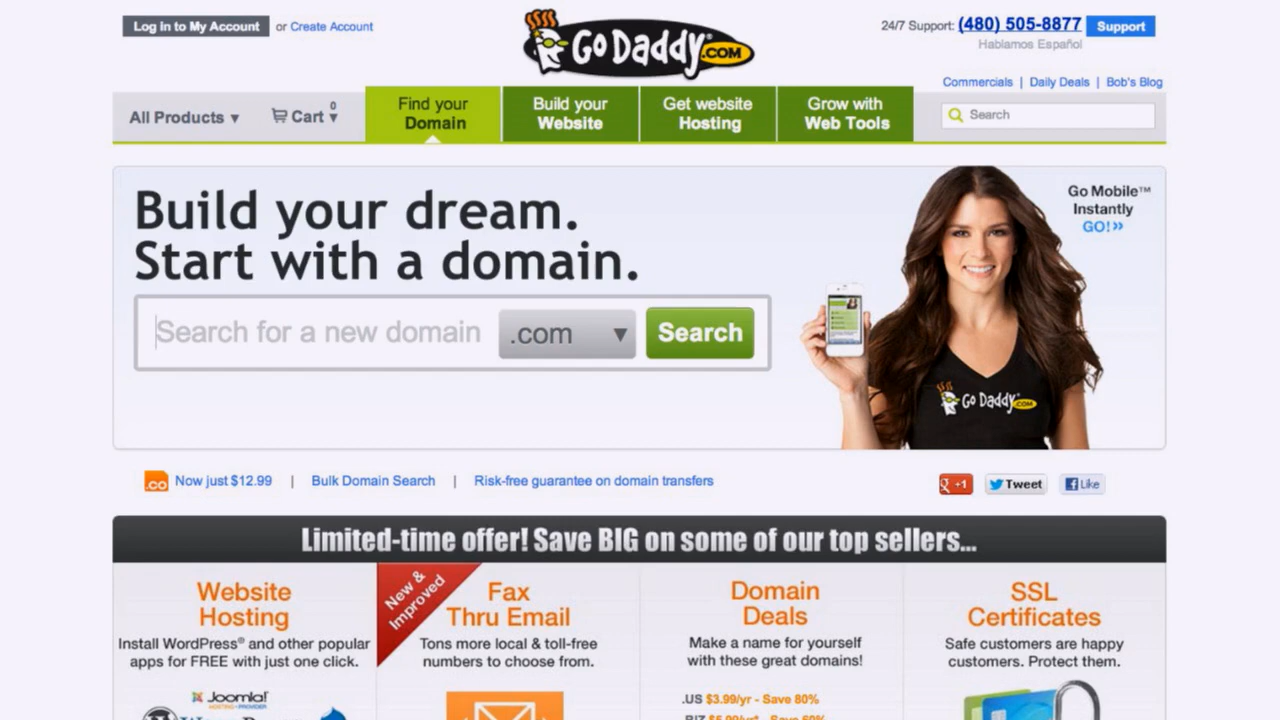 Log in to My Account or Create Account
GO DADDY®.COM
24/7 Support: (480) 505-8877 Support
Hablamos Español
Commercials | Daily Deals | Bob's Blog
All Products ▼
Cart 0 ▼
Find your
Domain
Build your
Website
Get website
Hosting
Grow with
Web Tools
Search
Build your dream.
Start with a domain.
Search for a new domain .com ▼ Search
Go Mobile™
Instantly
GO! »
GO DADDY.COM
.co Now just $12.99 | Bulk Domain Search | Risk-free guarantee on domain transfers
g +1 Tweet f Like
Limited-time offer! Save BIG on some of our top sellers...
Website
Hosting
Install WordPress® and other popular
apps for FREE with just one click.
Joomla!
New &
Improved
Fax
Thru Email
Tons more local & toll-free
numbers to choose from.
Domain
Deals
Make a name for yourself
with these great domains!
.US $3.99/yr - Save 80%
SSL
Certificates
Safe customers are happy
customers. Protect them.